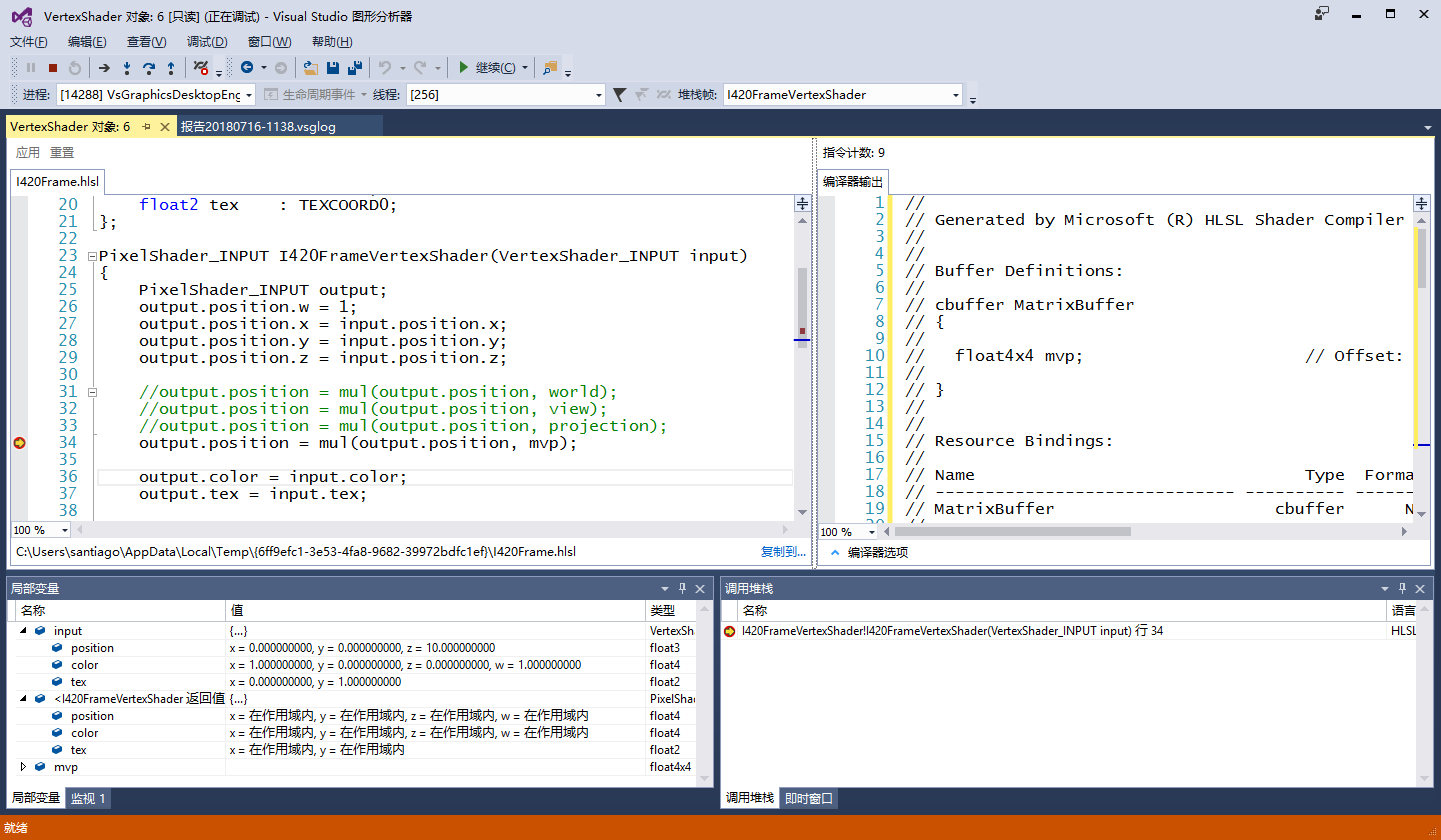 VertexShader 对象: 6 [只读] (正在调试) - Visual Studio 图形分析器
文件(F) 编辑(E) 查看(V) 调试(D) 窗口(W) 帮助(H)
继续(C)
进程: [14288] VsGraphicsDesktopEng 生命周期事件 线程: [256] 堆栈帧: I420FrameVertexShader
VertexShader 对象: 6 报告20180716-1138.vsglog
应用 重置
I420Frame.hlsl
20 float2 tex : TEXCOORD0;
21 };
22
23 PixelShader_INPUT I420FrameVertexShader(VertexShader_INPUT input)
24 {
25 PixelShader_INPUT output;
26 output.position.w = 1;
27 output.position.x = input.position.x;
28 output.position.y = input.position.y;
29 output.position.z = input.position.z;
30
31 //output.position = mul(output.position, world);
32 //output.position = mul(output.position, view);
33 //output.position = mul(output.position, projection);
34 output.position = mul(output.position, mvp);
35
36 output.color = input.color;
37 output.tex = input.tex;
38
100 %
C:\Users\santiago\AppData\Local\Temp\{6ff9efc1-3e53-4fa8-9682-39972bdfc1ef}\I420Frame.hlsl 复制到...
指令计数: 9
编译器输出
1 //
2 // Generated by Microsoft (R) HLSL Shader Compiler
3 //
4 //
5 // Buffer Definitions:
6 //
7 // cbuffer MatrixBuffer
8 // {
9 //
10 // float4x4 mvp; // Offset:
11 //
12 // }
13 //
14 //
15 // Resource Bindings:
16 //
17 // Name Type Forma
18 // ------------------------------ ---------- ------
19 // MatrixBuffer cbuffer N
20 //
100 %
编译器选项
局部变量
名称 值 类型
input {...} VertexSh
position x = 0.000000000, y = 0.000000000, z = 10.000000000 float3
color x = 1.000000000, y = 0.000000000, z = 0.000000000, w = 1.000000000 float4
tex x = 0.000000000, y = 1.000000000 float2
<I420FrameVertexShader 返回值 {...} PixelSha
position x = 在作用域内, y = 在作用域内, z = 在作用域内, w = 在作用域内 float4
color x = 在作用域内, y = 在作用域内, z = 在作用域内, w = 在作用域内 float4
tex x = 在作用域内, y = 在作用域内 float2
mvp float4x4
局部变量 监视 1
调用堆栈
名称 语言
I420FrameVertexShader!I420FrameVertexShader(VertexShader_INPUT input) 行 34 HLSL
调用堆栈 即时窗口
就绪